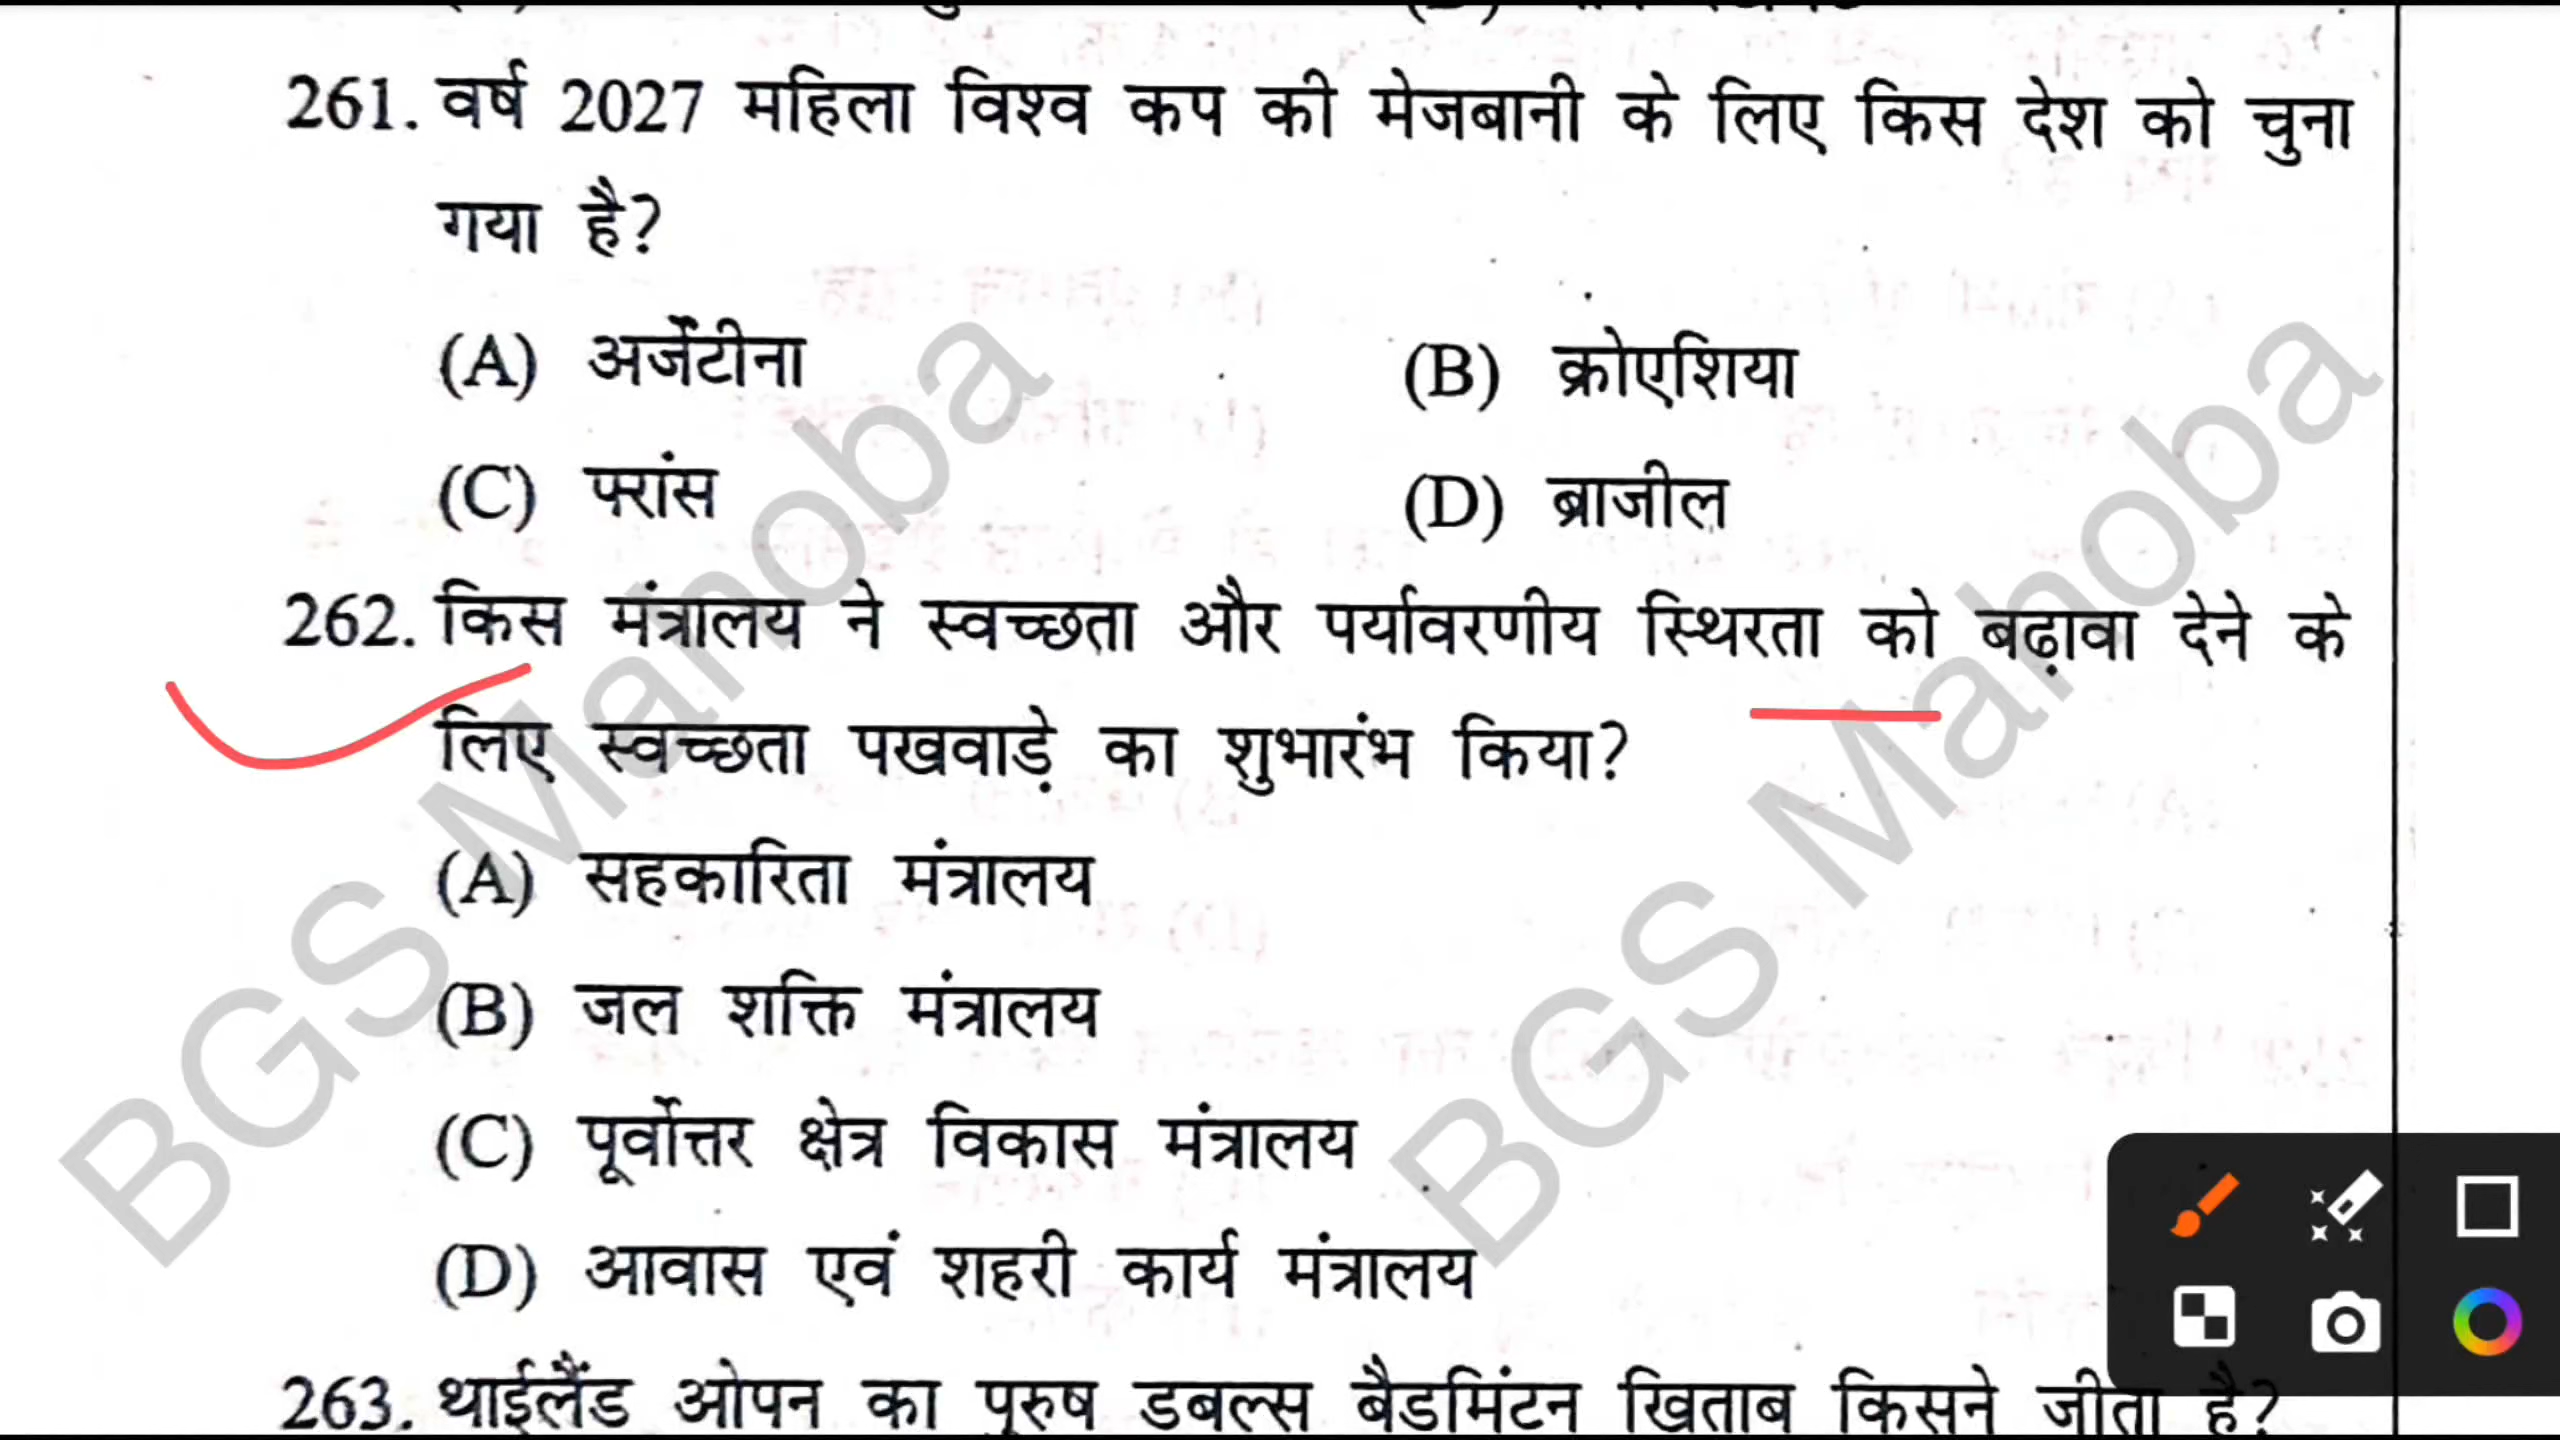 261. वर्ष 2027 महिला विश्व कप की मेजबानी के लिए किस देश को चुना
गया है?
(A) अर्जेंटीना
(B) क्रोएशिया
(C) फ्रांस
(D) ब्राजील
262. किस मंत्रालय ने स्वच्छता और पर्यावरणीय स्थिरता को बढ़ावा देने के
लिए स्वच्छता पखवाड़े का शुभारंभ किया?
(A) सहकारिता मंत्रालय
(B) जल शक्ति मंत्रालय
(C) पूर्वोत्तर क्षेत्र विकास मंत्रालय
(D) आवास एवं शहरी कार्य मंत्रालय
263. थाईलैंड ओपन का पुरुष डबल्स बैडमिंटन खिताब किसने जीता है?
BGS Mahoba
BGS Mahoba